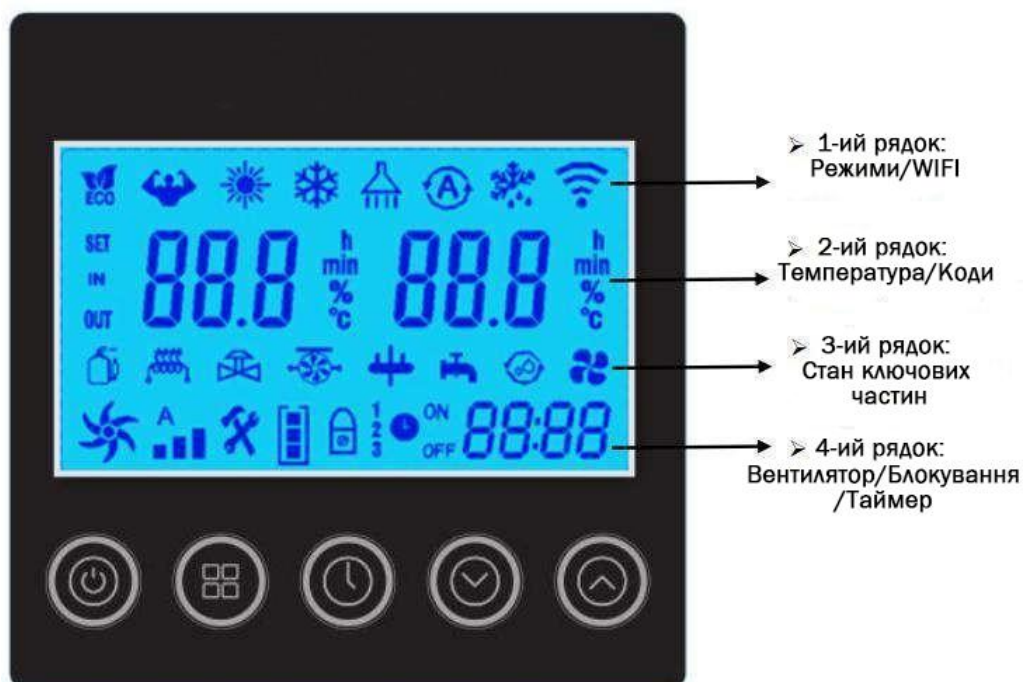 ECO
A
➢ 1-ий рядок:
Режими/WIFI
SET
IN
OUT
88.8
h
min
%
°C
88.8
h
min
%
°C
➢ 2-ий рядок:
Температура/Коди
➢ 3-ий рядок:
Стан ключових
частин
A
1
2
3
ON
OFF
88:88
➢ 4-ий рядок:
Вентилятор/Блокування
/Таймер